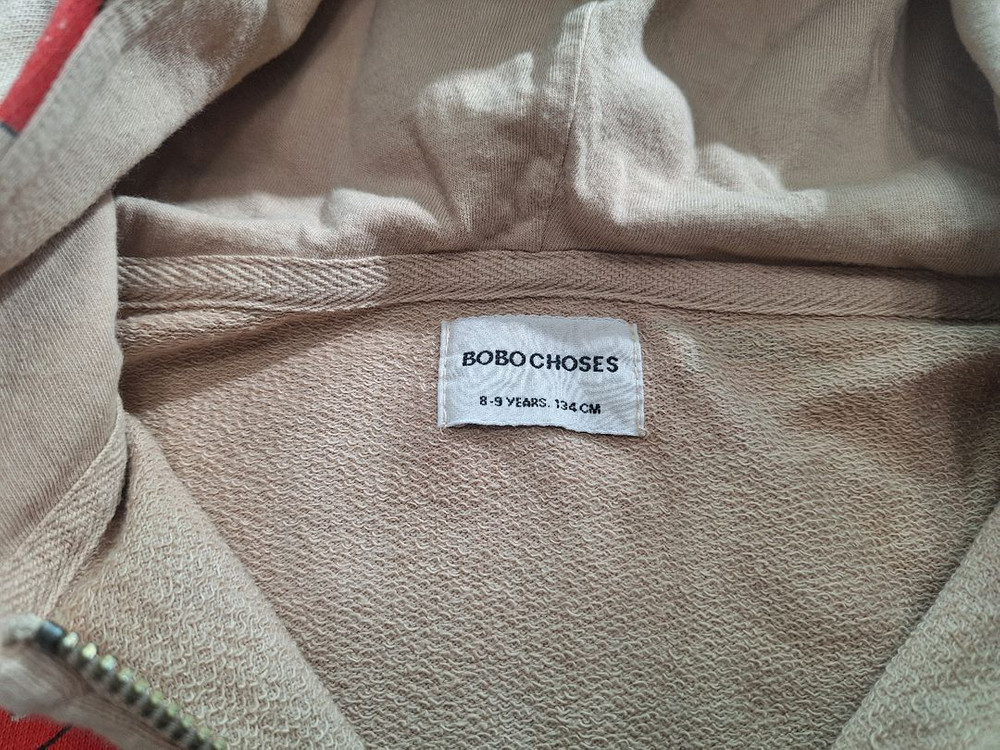 BOBO CHOSES
8-9 YEARS. 134 CM